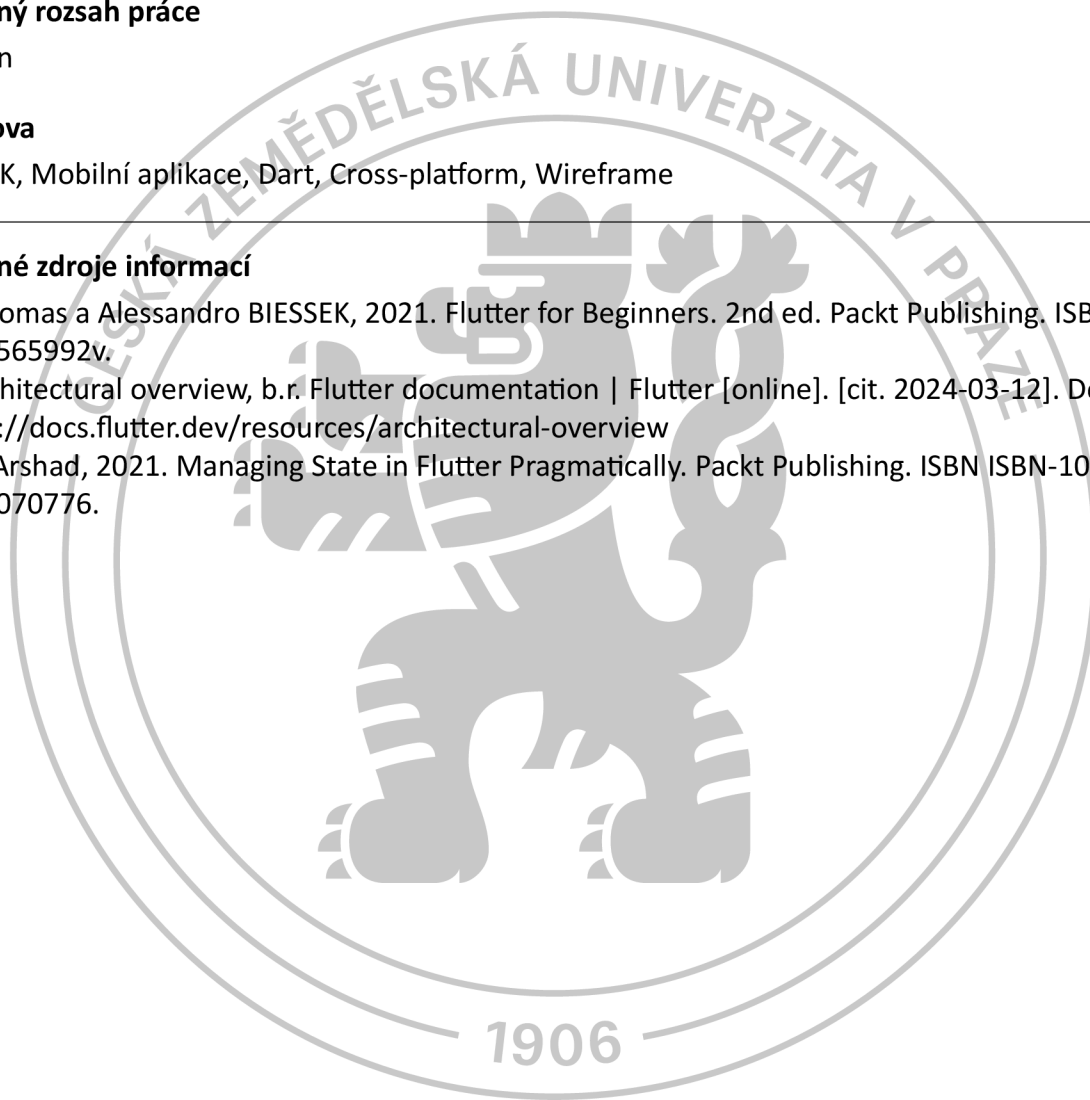 ný rozsah práce
n
ova
K, Mobilní aplikace, Dart, Cross-platform, Wireframe
né zdroje informací
omas a Alessandro BIESSEK, 2021. Flutter for Beginners. 2nd ed. Packt Publishing. ISB
565992v.
hitectural overview, b.r. Flutter documentation | Flutter [online]. [cit. 2024-03-12]. D
://docs.flutter.dev/resources/architectural-overview
Arshad, 2021. Managing State in Flutter Pragmatically. Packt Publishing. ISBN ISBN-10
070776.
ČESKÁ ZEMĚDĚLSKÁ UNIVERZITA V PRAZE
1906